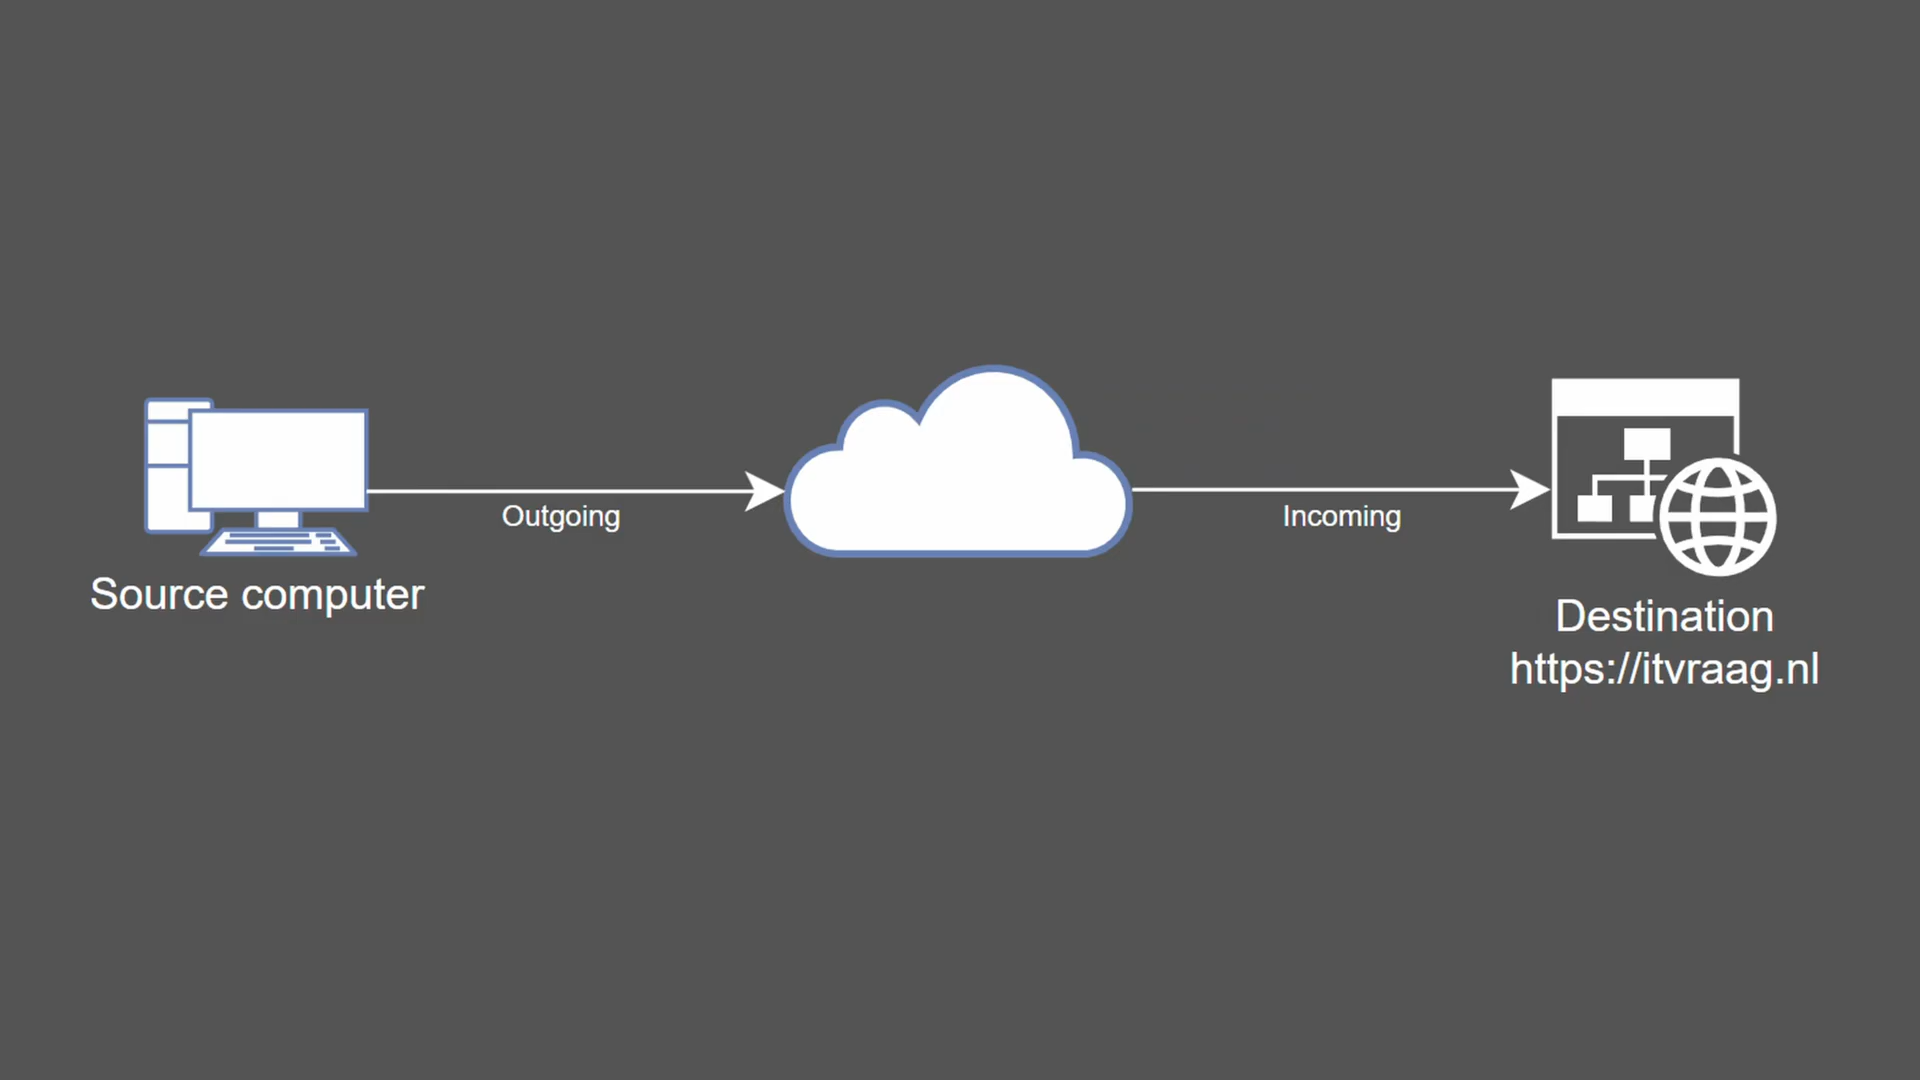 Outgoing
Incoming
Source computer
Destination
https://itvraag.nl